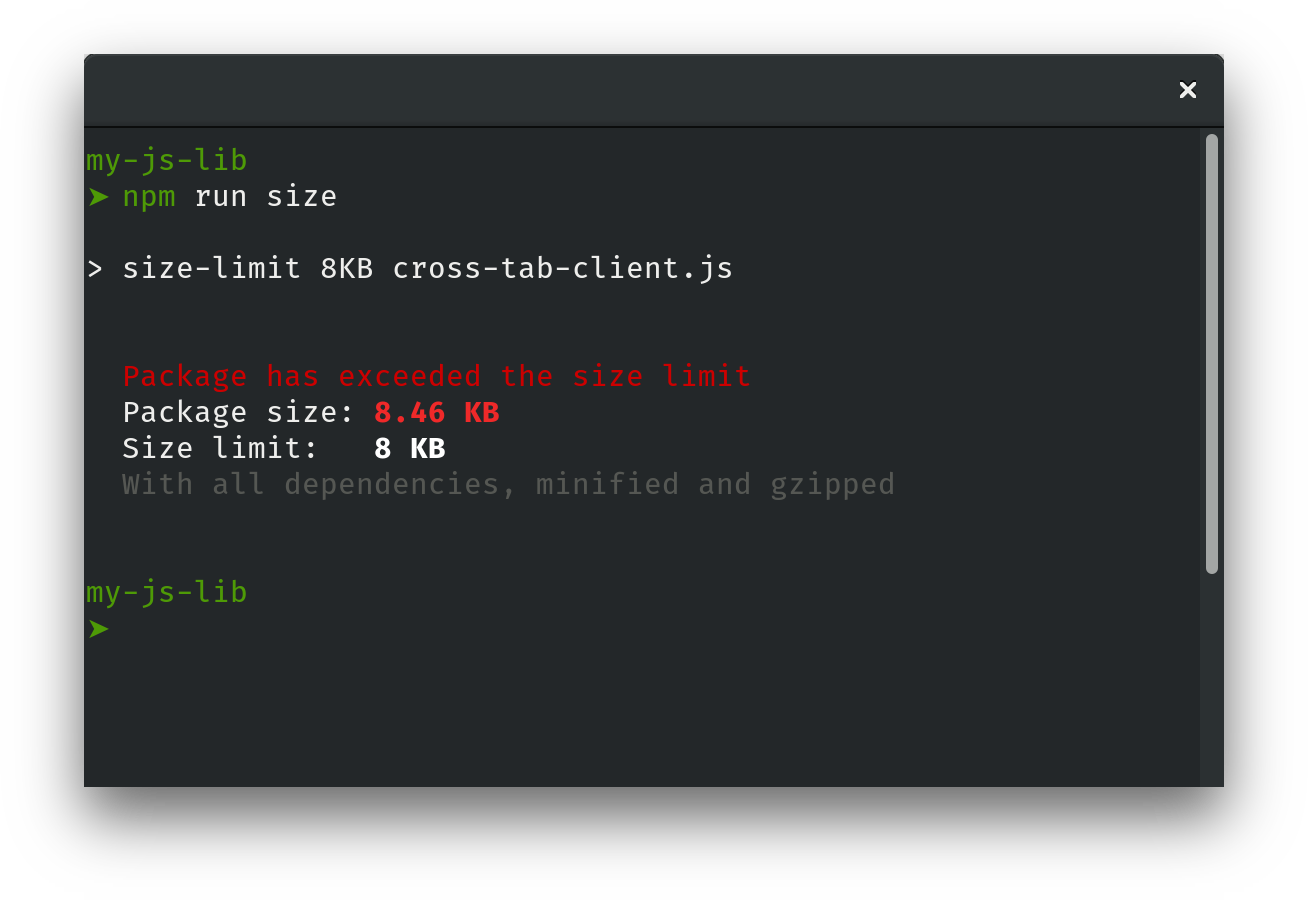 my-js-lib
➤ npm run size
> size-limit 8KB cross-tab-client.js
Package has exceeded the size limit
Package size: 8.46 KB
Size limit: 8 KB
With all dependencies, minified and gzipped
my-js-lib
➤